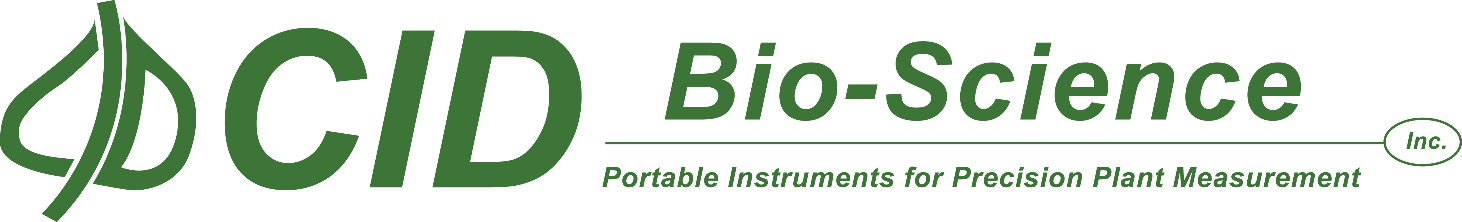 CID Bio-Science
Inc.
Portable Instruments for Precision Plant Measurement